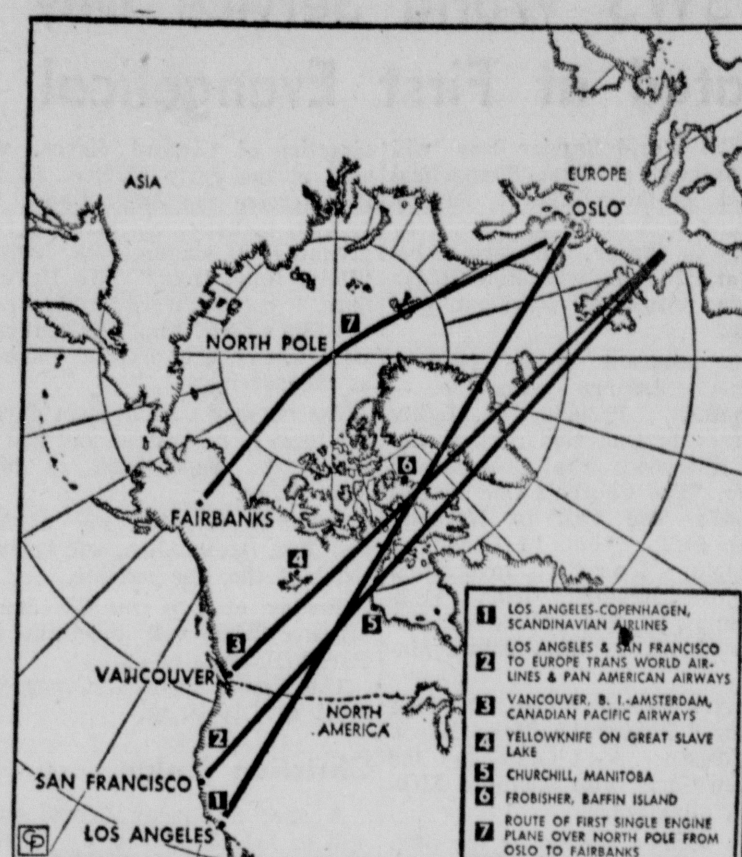 ASIA
EUROPE
OSLO
7
NORTH POLE
6
FAIRBANKS
4
5
3
VANCOUVER
NORTH
AMERICA
2
SAN FRANCISCO
1
LOS ANGELES
CP
1 LOS ANGELES-COPENHAGEN,
SCANDINAVIAN AIRLINES
2 LOS ANGELES & SAN FRANCISCO
TO EUROPE TRANS WORLD AIR-
LINES & PAN AMERICAN AIRWAYS
3 VANCOUVER, B. I.-AMSTERDAM,
CANADIAN PACIFIC AIRWAYS
4 YELLOWKNIFE ON GREAT SLAVE
LAKE
5 CHURCHILL, MANITOBA
6 FROBISHER, BAFFIN ISLAND
7 ROUTE OF FIRST SINGLE ENGINE
PLANE OVER NORTH POLE FROM
OSLO TO FAIRBANKS